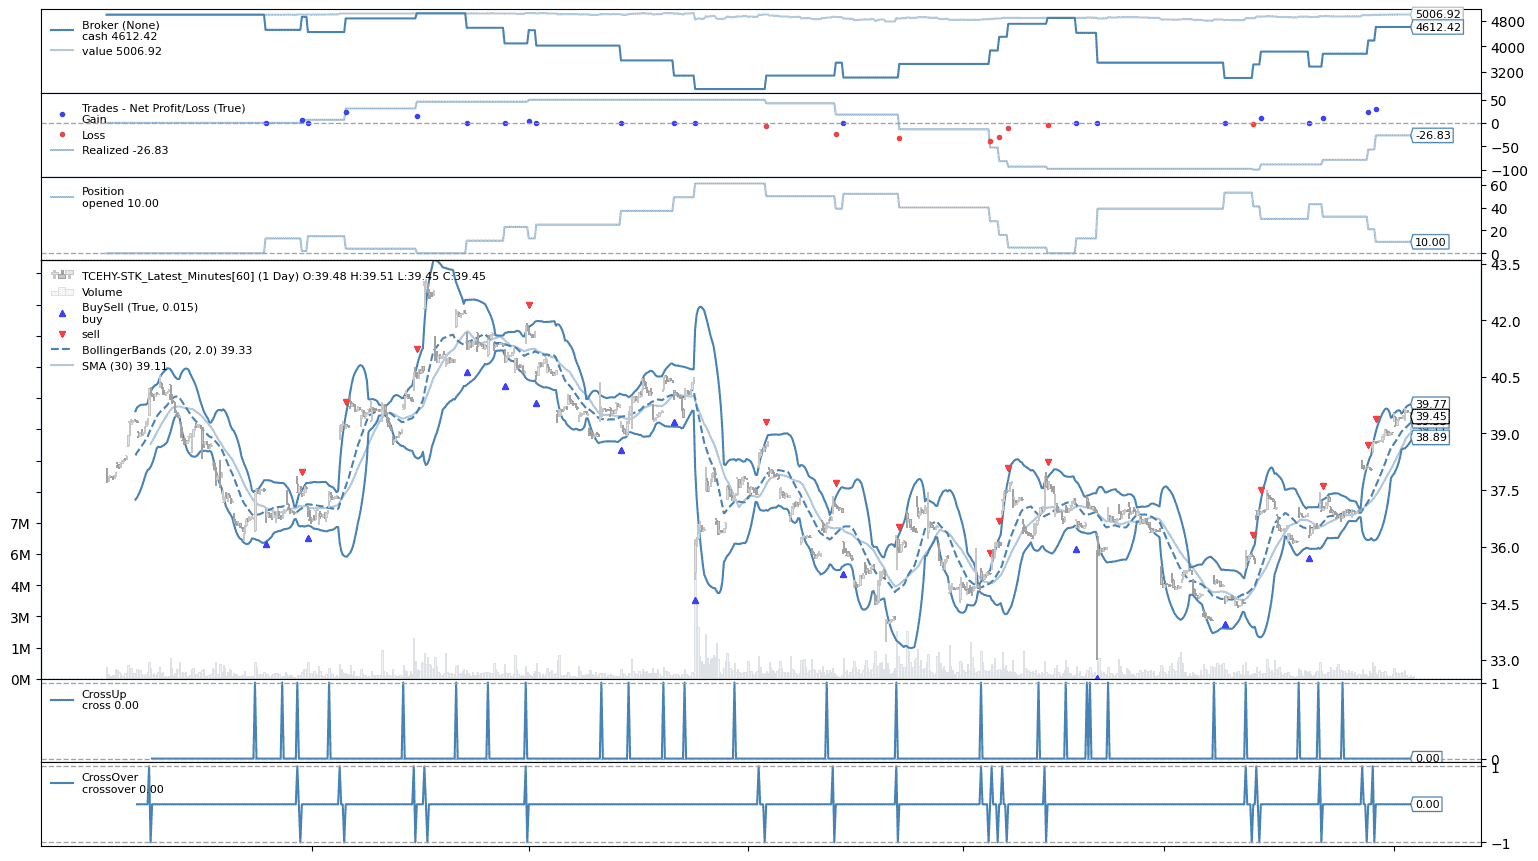 Broker (None)
cash 4612.42
value 5006.92
5006.92
4800
4612.42
4000
3200
Trades - Net Profit/Loss (True)
Gain
Loss
Realized -26.83
50
0
-26.83
−50
−100
Position
opened 10.00
60
40
20
10.00
0
TCEHY-STK_Latest_Minutes[60] (1 Day) O:39.48 H:39.51 L:39.45 C:39.45
Volume
BuySell (True, 0.015)
buy
sell
BollingerBands (20, 2.0) 39.33
SMA (30) 39.11
43.5
42.0
40.5
39.77
39.45
39.0
38.89
37.5
36.0
34.5
33.0
7M
6M
4M
3M
1M
0M
CrossUp
cross 0.00
1
0.00
0
CrossOver
crossover 0.00
1
0.00
−1